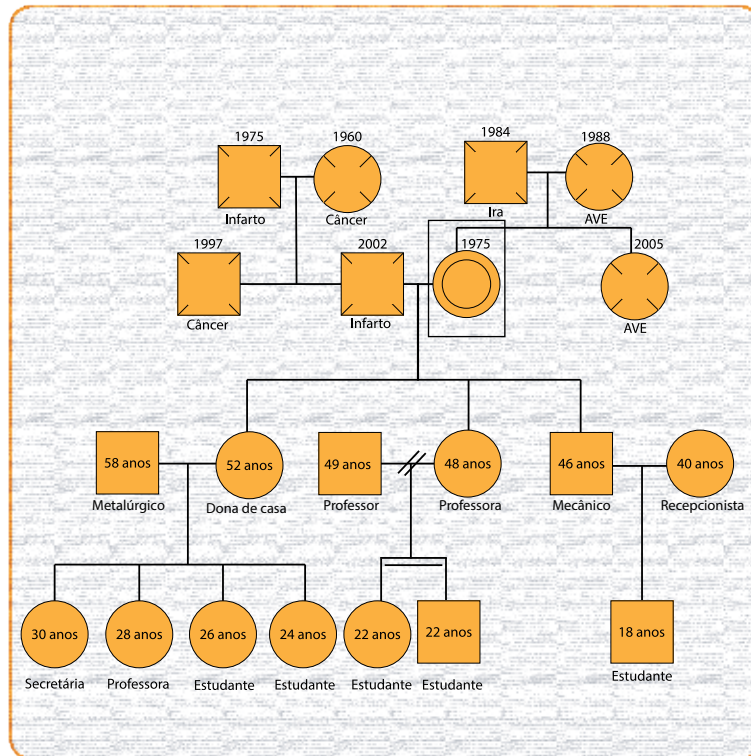 1975
1960
1984
1988
Infarto
Câncer
Ira
AVE
1997
2002
1975
2005
Câncer
Infarto
AVE
58 anos
52 anos
49 anos
48 anos
46 anos
40 anos
Metalúrgico
Dona de casa
Professor
Professora
Mecânico
Recepcionista
30 anos
28 anos
26 anos
24 anos
22 anos
22 anos
18 anos
Secretária
Professora
Estudante
Estudante
Estudante
Estudante
Estudante